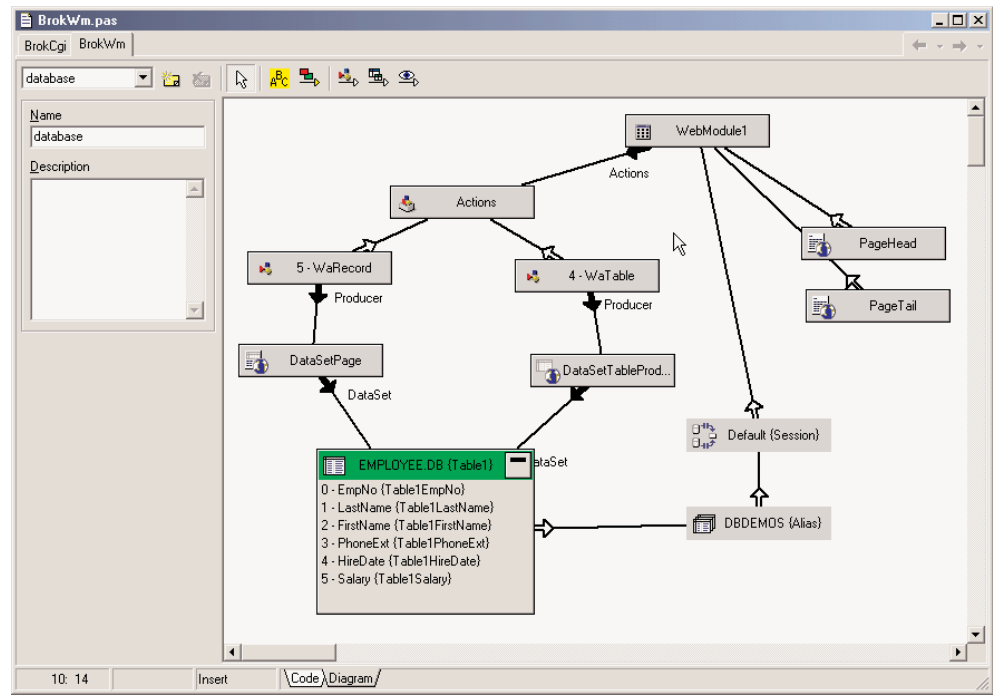 BrokWm.pas
BrokCgi
BrokWm
database
Name
database
Description
WebModule1
Actions
Actions
PageHead
5 - WaRecord
4 - WaTable
Producer
Producer
PageTail
DataSetPage
DataSetTableProd...
DataSet
Default {Session}
EMPLOYEE.DB {Table1}
ataSet
0 - EmpNo {Table1EmpNo}
1 - LastName {Table1LastName}
2 - FirstName {Table1FirstName}
3 - PhoneExt {Table1PhoneExt}
4 - HireDate {Table1HireDate}
5 - Salary {Table1Salary}
DBDEMOS {Alias}
10: 14
Insert
Code
Diagram
ABC